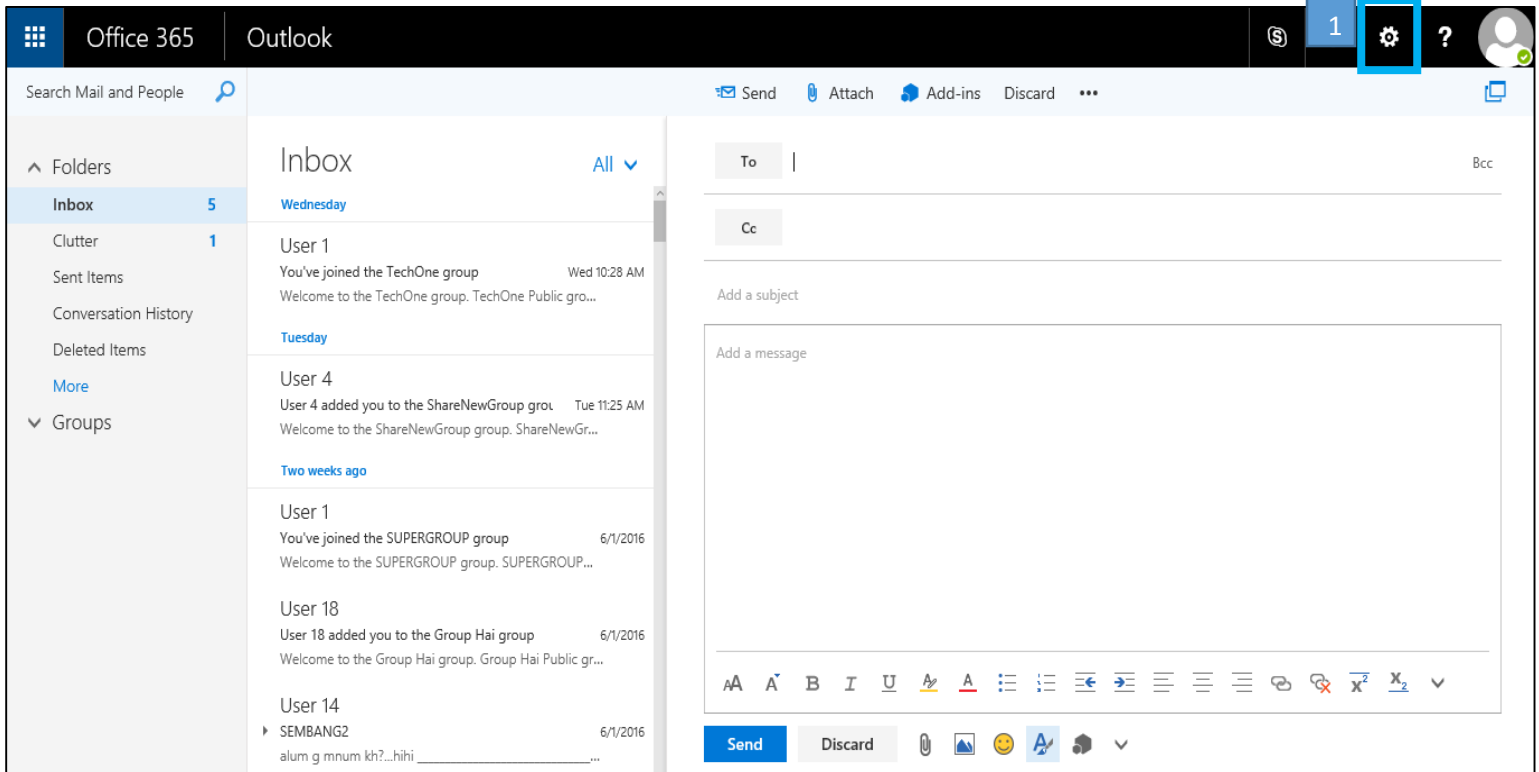 Office 365 Outlook 1 ?
Search Mail and People Send Attach Add-ins Discard •••
Folders
Inbox 5
Clutter 1
Sent Items
Conversation History
Deleted Items
More
Groups
Inbox All
Wednesday
User 1
You've joined the TechOne group Wed 10:28 AM
Welcome to the TechOne group. TechOne Public gro...
Tuesday
User 4
User 4 added you to the ShareNewGroup grou Tue 11:25 AM
Welcome to the ShareNewGroup group. ShareNewGr...
Two weeks ago
User 1
You've joined the SUPERGROUP group 6/1/2016
Welcome to the SUPERGROUP group. SUPERGROUP...
User 18
User 18 added you to the Group Hai group 6/1/2016
Welcome to the Group Hai group. Group Hai Public gr...
User 14
SEMBANG2 6/1/2016
alum g mnum kh?...hihi ____________________________...
To Bcc
Cc
Add a subject
Add a message
AA A B I U A A x² X₂
Send Discard